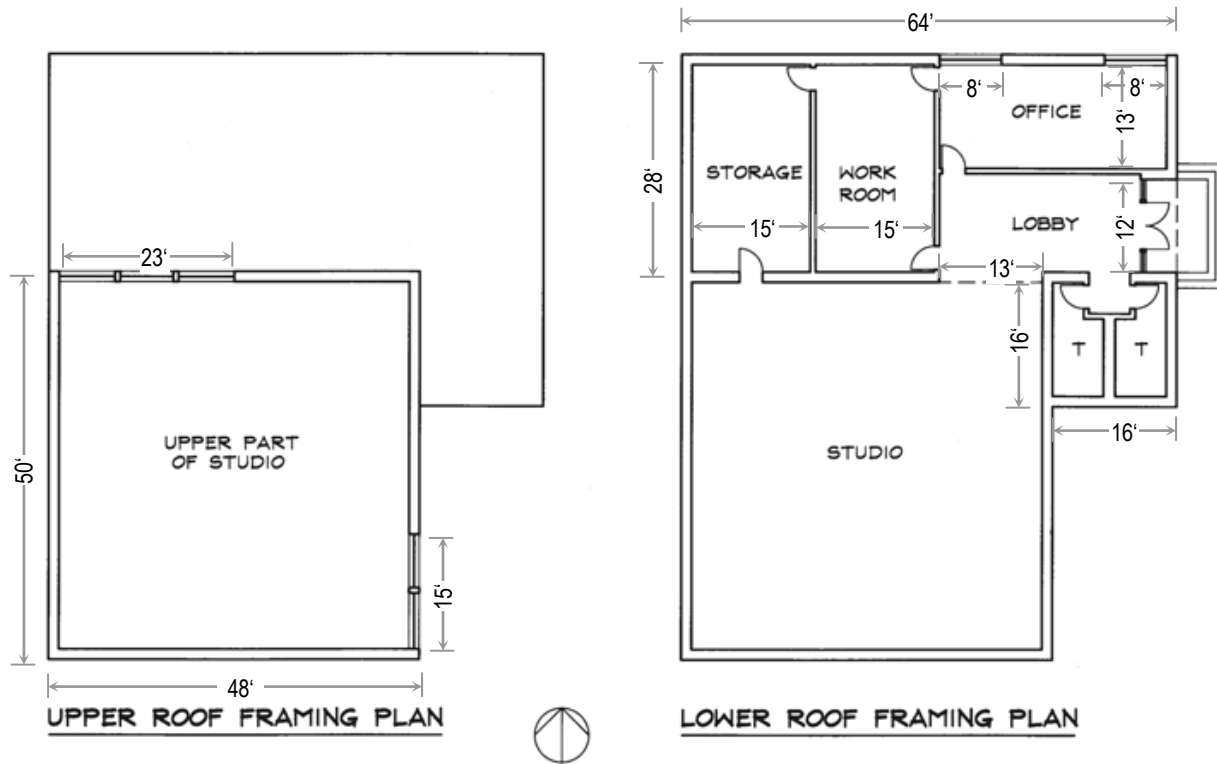 64‘
8‘
8‘
OFFICE
13‘
28‘
STORAGE
WORK
ROOM
15‘
15‘
LOBBY
12‘
13‘
16‘
T
T
16‘
STUDIO
23‘
50‘
UPPER PART
OF STUDIO
15‘
48‘
UPPER ROOF FRAMING PLAN
LOWER ROOF FRAMING PLAN